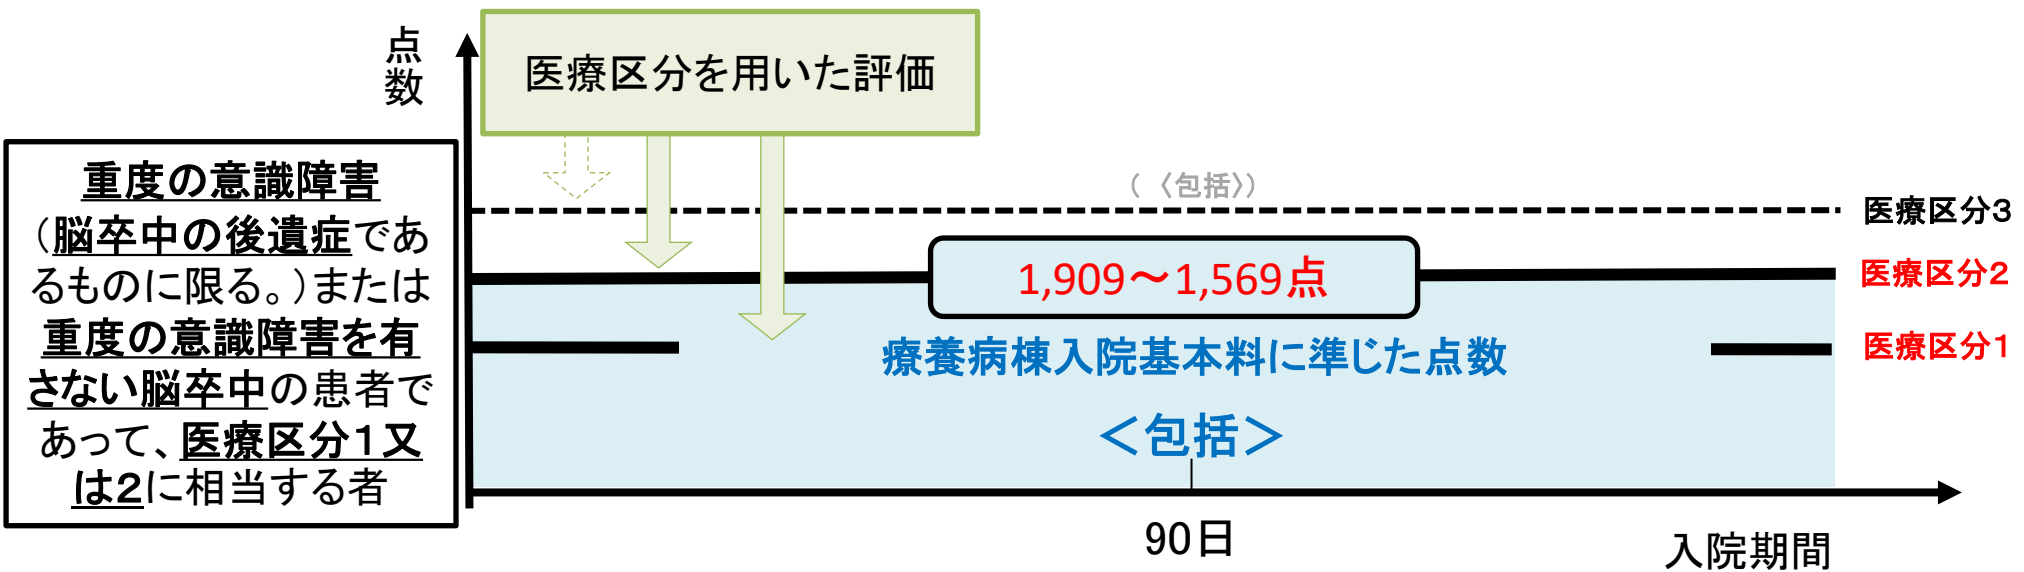 点
数
医療区分を用いた評価
重度の意識障害
（脳卒中の後遺症であ
るものに限る。）または
重度の意識障害を有
さない脳卒中の患者で
あって、医療区分１又
は２に相当する者
（〈包括〉）
医療区分３
1,909～1,569点
医療区分２
療養病棟入院基本料に準じた点数
医療区分１
＜包括＞
90日
入院期間